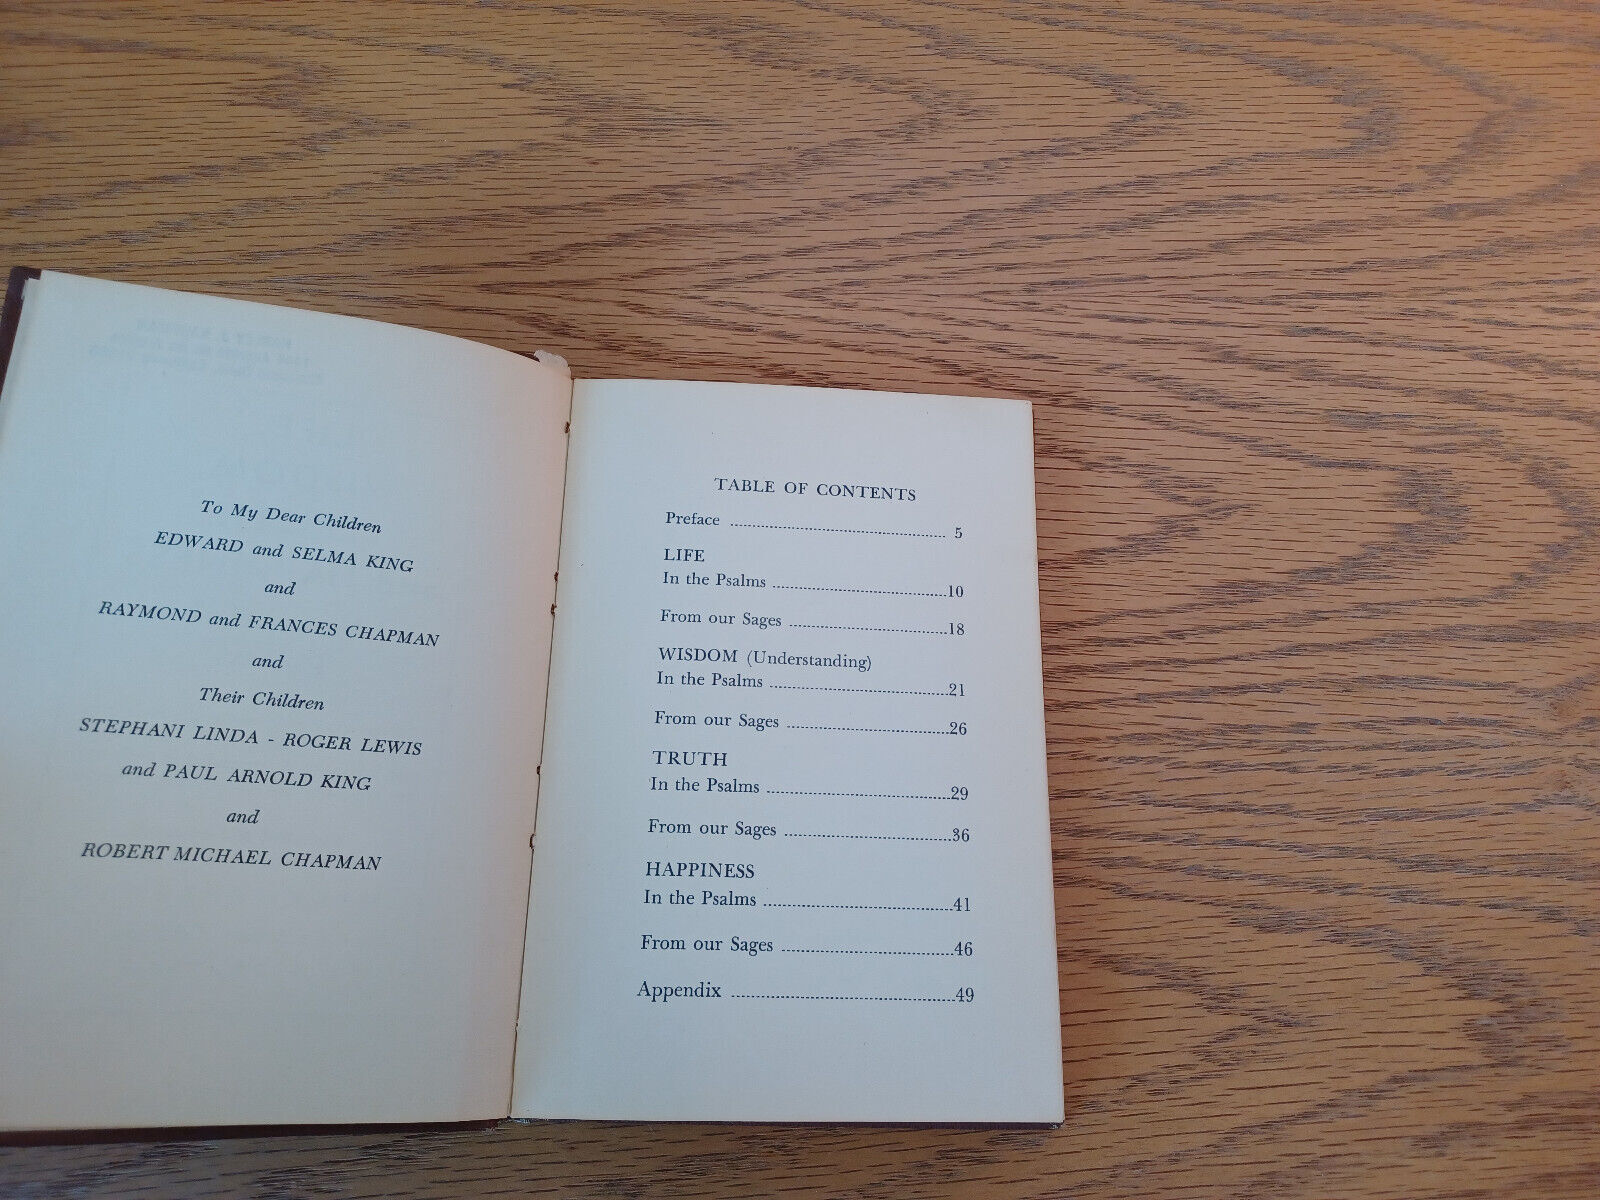 To My Dear Children
EDWARD and SELMA KING
and
RAYMOND and FRANCES CHAPMAN
and
Their Children
STEPHANI LINDA - ROGER LEWIS
and PAUL ARNOLD KING
and
ROBERT MICHAEL CHAPMAN
TABLE OF CONTENTS
Preface ........................ 5
LIFE
In the Psalms ........................ 10
From our Sages ........................ 18
WISDOM (Understanding)
In the Psalms ........................ 21
From our Sages ........................ 26
TRUTH
In the Psalms ........................ 29
From our Sages ........................ 36
HAPPINESS
In the Psalms ........................ 41
From our Sages ........................ 46
Appendix ........................ 49